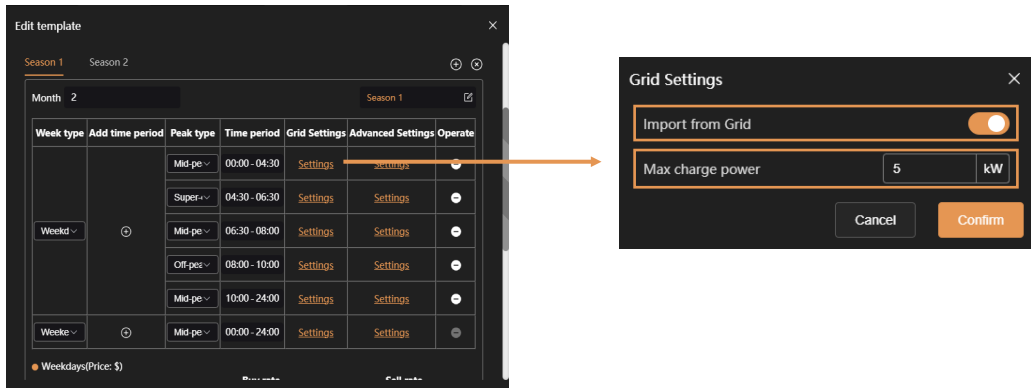 Edit template
Season 1 Season 2
Month 2 Season 1
Week type Add time period Peak type Time period Grid Settings Advanced Settings Operate
Mid-pe 00:00 - 04:30 Settings Settings
Super- 04:30 - 06:30 Settings Settings
Weekd Mid-pe 06:30 - 08:00 Settings Settings
Off-pea 08:00 - 10:00 Settings Settings
Mid-pe 10:00 - 24:00 Settings Settings
Weeke Mid-pe 00:00 - 24:00 Settings Settings
Weekdays(Price: $)
Buy rate Sell rate
Grid Settings
Import from Grid
Max charge power 5 kW
Cancel Confirm